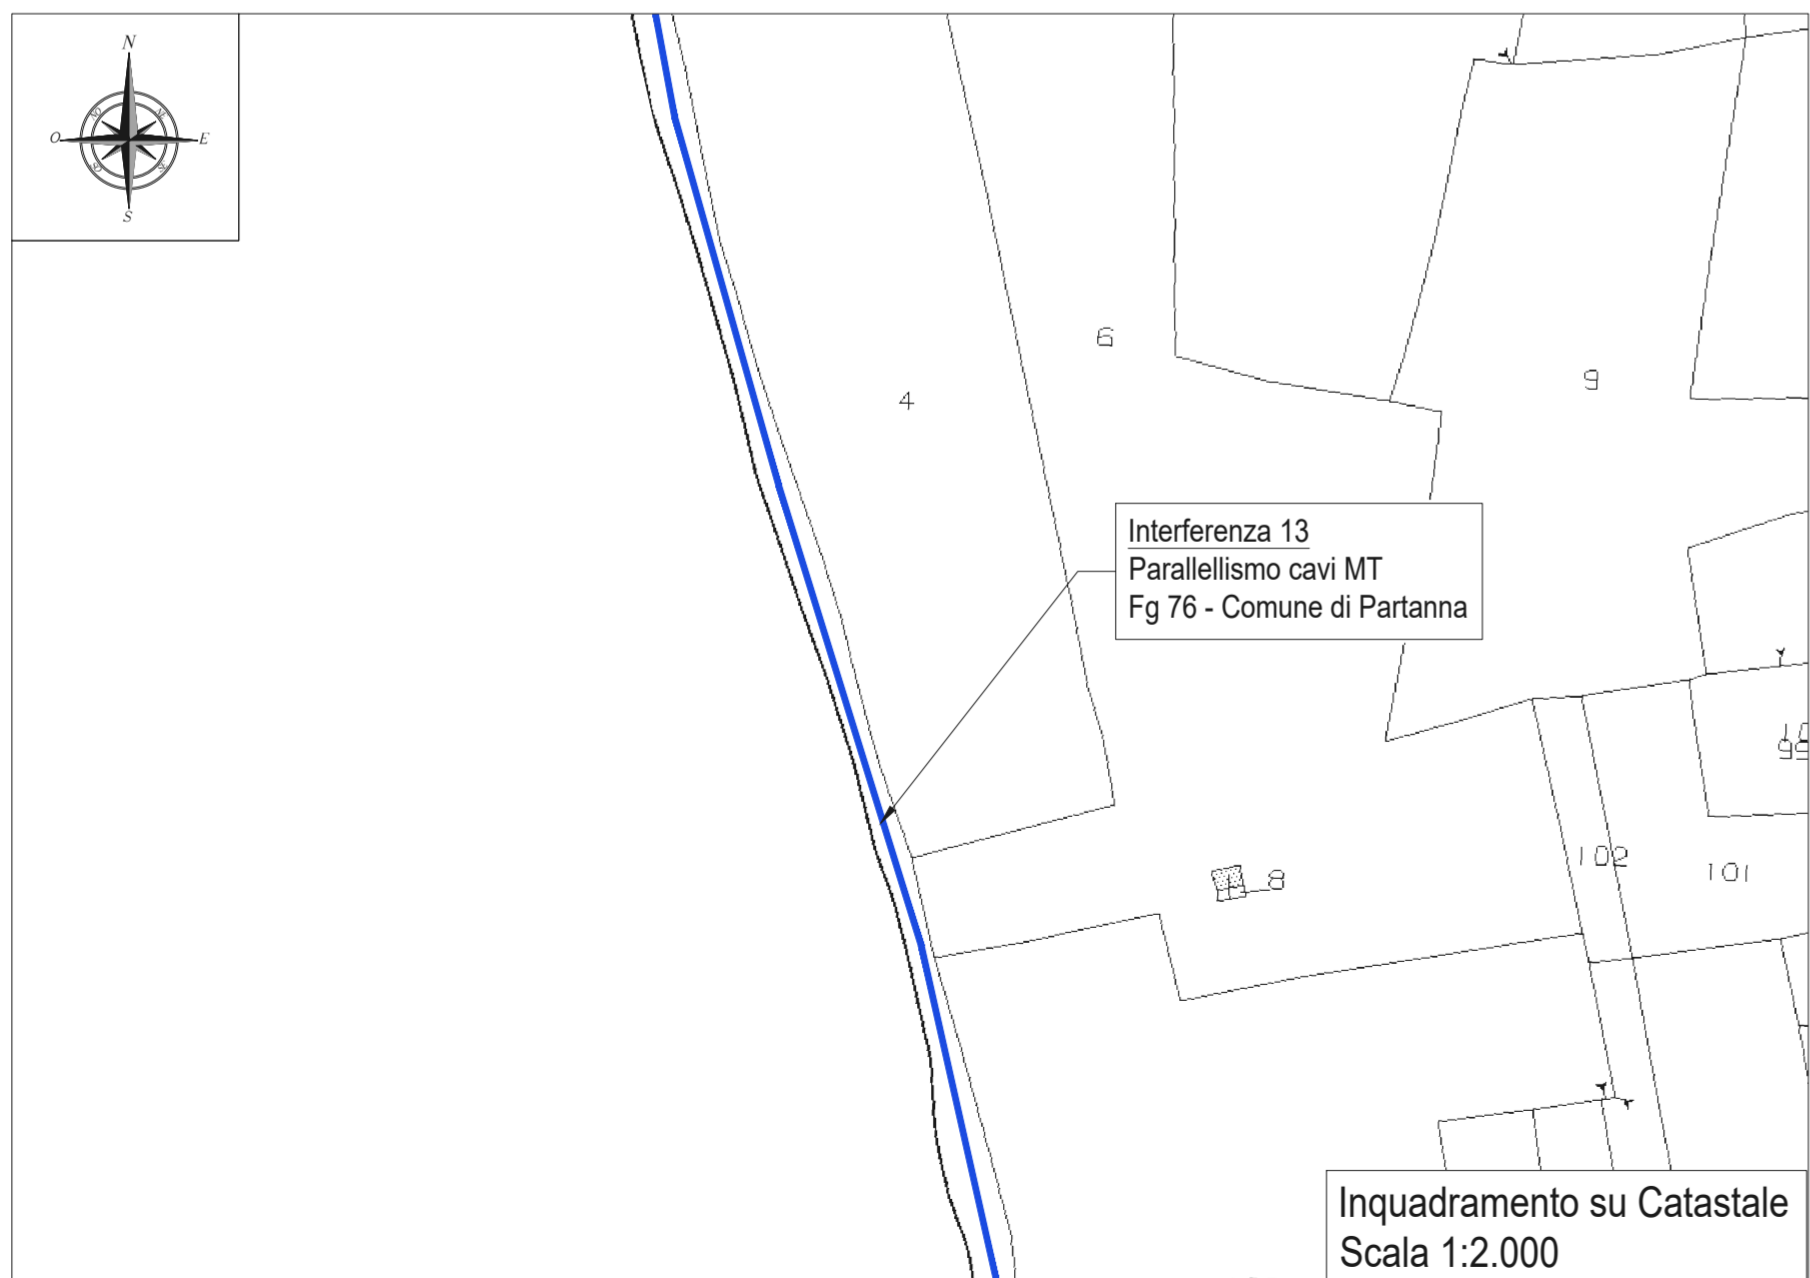 N
O
E
S
6
4
9
Interferenza 13
Parallellismo cavi MT
Fg 76 - Comune di Partanna
102
101
8
Inquadramento su Catastale
Scala 1:2.000